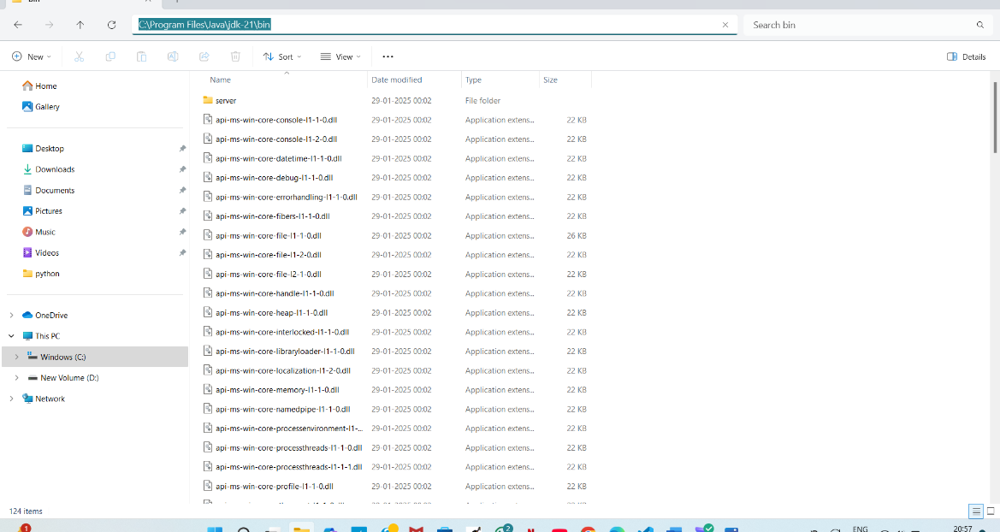 C:\Program Files\Java\jdk-21\bin
Search bin
New
Sort
View
Details
Name Date modified Type Size
Home
Gallery
Desktop
Downloads
Documents
Pictures
Music
Videos
python
OneDrive
This PC
Windows (C:)
New Volume (D:)
Network
server 29-01-2025 00:02 File folder
api-ms-win-core-console-l1-1-0.dll 29-01-2025 00:02 Application extens... 22 KB
api-ms-win-core-console-l1-2-0.dll 29-01-2025 00:02 Application extens... 22 KB
api-ms-win-core-datetime-l1-1-0.dll 29-01-2025 00:02 Application extens... 22 KB
api-ms-win-core-debug-l1-1-0.dll 29-01-2025 00:02 Application extens... 22 KB
api-ms-win-core-errorhandling-l1-1-0.dll 29-01-2025 00:02 Application extens... 22 KB
api-ms-win-core-fibers-l1-1-0.dll 29-01-2025 00:02 Application extens... 22 KB
api-ms-win-core-file-l1-1-0.dll 29-01-2025 00:02 Application extens... 26 KB
api-ms-win-core-file-l1-2-0.dll 29-01-2025 00:02 Application extens... 22 KB
api-ms-win-core-file-l2-1-0.dll 29-01-2025 00:02 Application extens... 22 KB
api-ms-win-core-handle-l1-1-0.dll 29-01-2025 00:02 Application extens... 22 KB
api-ms-win-core-heap-l1-1-0.dll 29-01-2025 00:02 Application extens... 22 KB
api-ms-win-core-interlocked-l1-1-0.dll 29-01-2025 00:02 Application extens... 22 KB
api-ms-win-core-libraryloader-l1-1-0.dll 29-01-2025 00:02 Application extens... 22 KB
api-ms-win-core-localization-l1-2-0.dll 29-01-2025 00:02 Application extens... 22 KB
api-ms-win-core-memory-l1-1-0.dll 29-01-2025 00:02 Application extens... 22 KB
api-ms-win-core-namedpipe-l1-1-0.dll 29-01-2025 00:02 Application extens... 22 KB
api-ms-win-core-processenvironment-l1-... 29-01-2025 00:02 Application extens... 22 KB
api-ms-win-core-processthreads-l1-1-0.dll 29-01-2025 00:02 Application extens... 22 KB
api-ms-win-core-processthreads-l1-1-1.dll 29-01-2025 00:02 Application extens... 22 KB
api-ms-win-core-profile-l1-1-0.dll 29-01-2025 00:02 Application extens... 22 KB
124 items
1
2
ENG
20:57